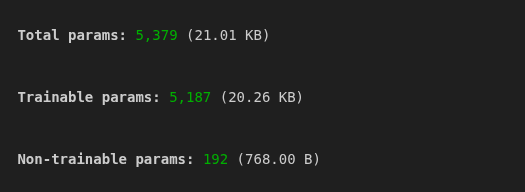 Total params: 5,379 (21.01 KB)
Trainable params: 5,187 (20.26 KB)
Non-trainable params: 192 (768.00 B)